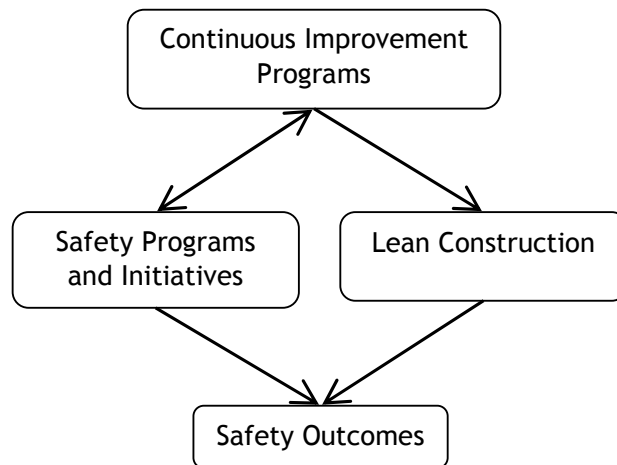 Continuous Improvement
Programs
Safety Programs
and Initiatives
Lean Construction
Safety Outcomes